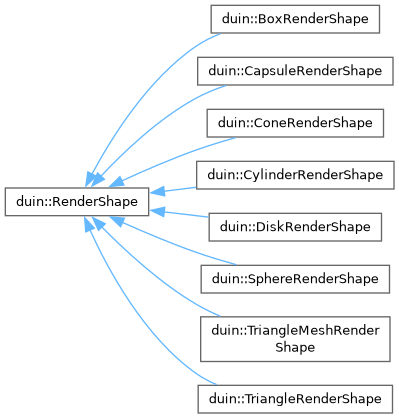 duin::BoxRenderShape
duin::CapsuleRenderShape
duin::ConeRenderShape
duin::CylinderRenderShape
duin::RenderShape
duin::DiskRenderShape
duin::SphereRenderShape
duin::TriangleMeshRender
Shape
duin::TriangleRenderShape